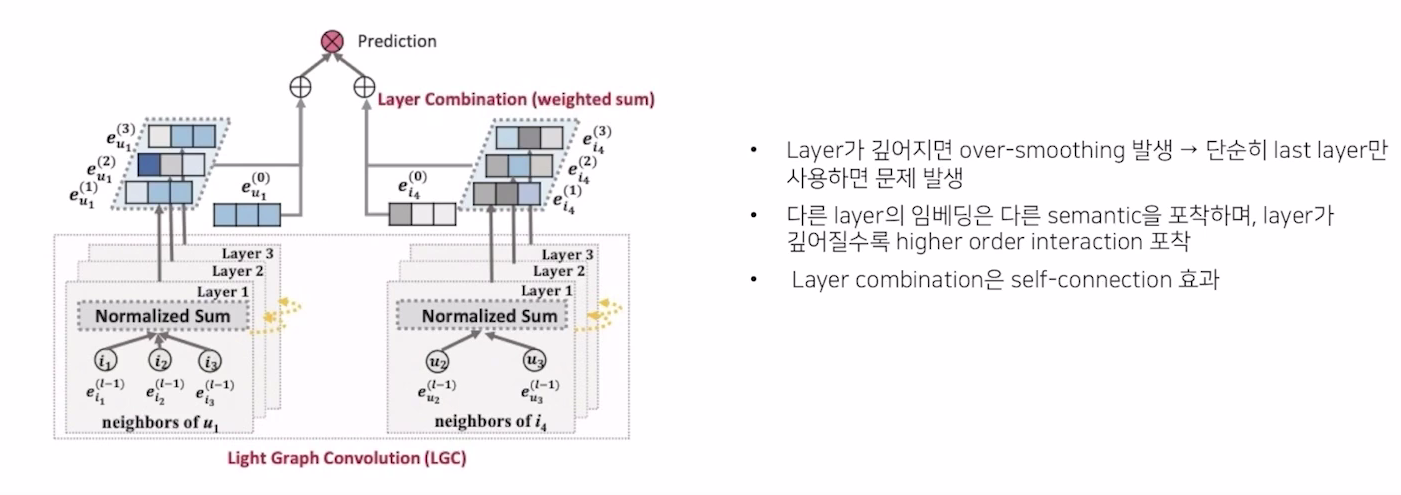 Prediction
Layer Combination (weighted sum)
e_{u_1}^{(3)}
e_{u_1}^{(2)}
e_{u_1}^{(1)}
e_{u_1}^{(0)}
e_{i_4}^{(0)}
e_{i_4}^{(3)}
e_{i_4}^{(2)}
e_{i_4}^{(1)}
Layer 3
Layer 2
Layer 1
Normalized Sum
i_1 i_2 i_3
e_{i_1}^{(l-1)} e_{i_2}^{(l-1)} e_{i_3}^{(l-1)}
neighbors of u_1
Layer 3
Layer 2
Layer 1
Normalized Sum
u_2 u_3
e_{u_2}^{(l-1)} e_{u_3}^{(l-1)}
neighbors of i_4
Light Graph Convolution (LGC)
• Layer가 깊어지면 over-smoothing 발생 → 단순히 last layer만
사용하면 문제 발생
• 다른 layer의 임베딩은 다른 semantic을 포착하며, layer가
깊어질수록 higher order interaction 포착
• Layer combination은 self-connection 효과